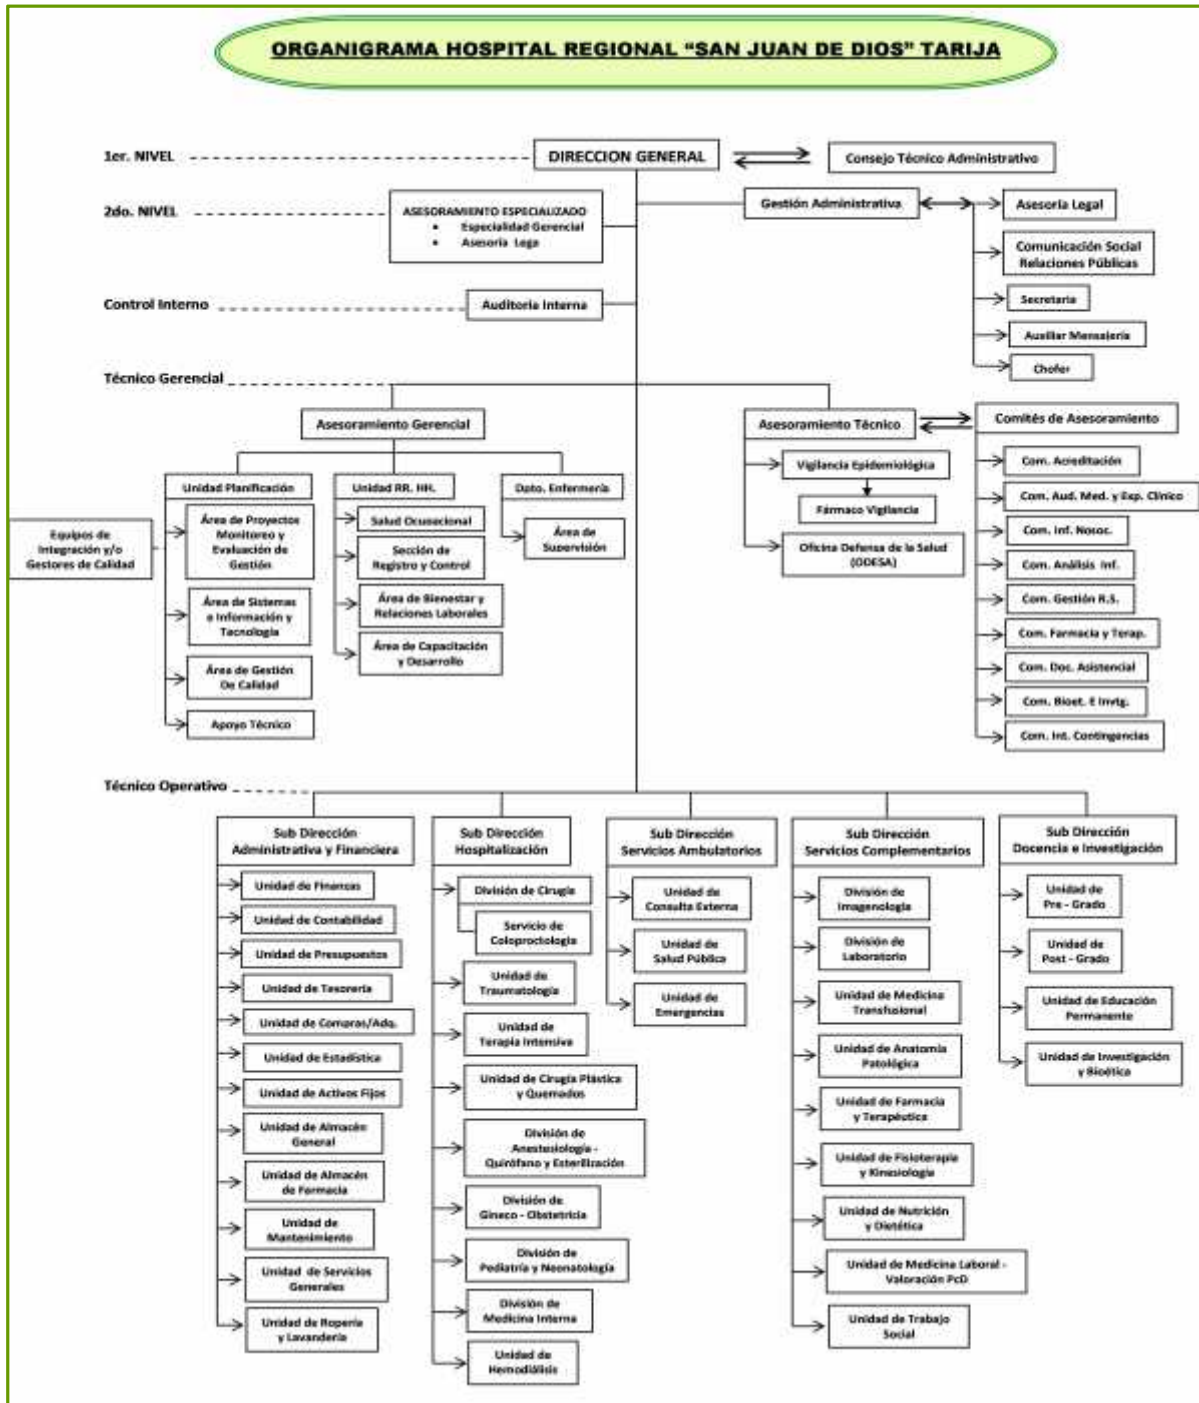 ORGANIGRAMA HOSPITAL REGIONAL “SAN JUAN DE DIOS” TARIJA
1er. NIVEL
DIRECCION GENERAL
Consejo Técnico Administrativo
2do. NIVEL
ASESORAMIENTO ESPECIALIZADO
• Especialidad Gerencial
• Asesoría Lega
Gestión Administrativa
Asesoría Legal
Comunicación Social
Relaciones Públicas
Secretaria
Auxiliar Mensajería
Chofer
Control Interno
Auditoria Interna
Técnico Gerencial
Asesoramiento Gerencial
Asesoramiento Técnico
Comités de Asesoramiento
Unidad Planificación
Área de Proyectos
Monitoreo y
Evaluación de
Gestión
Área de Sistemas
e Información y
Tecnología
Área de Gestión
De Calidad
Apoyo Técnico
Equipos de
Integración y/o
Gestores de Calidad
Unidad RR. HH.
Salud Ocupacional
Sección de
Registro y Control
Área de Bienestar y
Relaciones Laborales
Área de Capacitación
y Desarrollo
Dpto. Enfermería
Área de
Supervisión
Vigilancia Epidemiológica
Fármaco Vigilancia
Oficina Defensa de la Salud
(ODESA)
Com. Acreditación
Com. Aud. Med. y Exp. Clínico
Com. Inf. Nosoc.
Com. Análisis Inf.
Com. Gestión R.S.
Com. Farmacia y Terap.
Com. Doc. Asistencial
Com. Bioet. E Invtg.
Com. Int. Contingencias
Técnico Operativo
Sub Dirección
Administrativa y Financiera
Unidad de Finanzas
Unidad de Contabilidad
Unidad de Presupuestos
Unidad de Tesorería
Unidad de Compras/Adq.
Unidad de Estadística
Unidad de Activos Fijos
Unidad de Almacén
General
Unidad de Almacén
de Farmacia
Unidad de
Mantenimiento
Unidad de Servicios
Generales
Unidad de Ropería
y Lavandería
Sub Dirección
Hospitalización
División de Cirugía
Servicio de
Coloproctología
Unidad de
Traumatología
Unidad de
Terapia Intensiva
Unidad de Cirugía Plástica
y Quemados
División de
Anestesiología -
Quirófano y Esterilización
División de
Gineco - Obstetricia
División de
Pediatría y Neonatología
División de
Medicina Interna
Unidad de
Hemodiálisis
Sub Dirección
Servicios Ambulatorios
Unidad de
Consulta Externa
Unidad de
Salud Pública
Unidad de
Emergencias
Sub Dirección
Servicios Complementarios
División de
Imagenología
División de
Laboratorio
Unidad de Medicina
Transfusional
Unidad de Anatomía
Patológica
Unidad de Farmacia
y Terapéutica
Unidad de Fisioterapia y
Kinesiología
Unidad de Nutrición
y Dietética
Unidad de Medicina Laboral -
Valoración PcD
Unidad de Trabajo
Social
Sub Dirección
Docencia e Investigación
Unidad de
Pre - Grado
Unidad de
Post - Grado
Unidad de Educación
Permanente
Unidad de Investigación
y Bioética